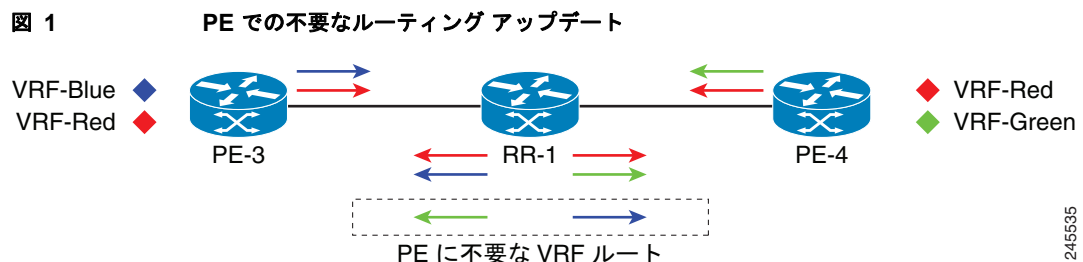 図 1 PE での不要なルーティング アップデート
VRF-Blue
VRF-Red
PE-3
RR-1
PE-4
VRF-Red
VRF-Green
PE に不要な VRF ルート
245535